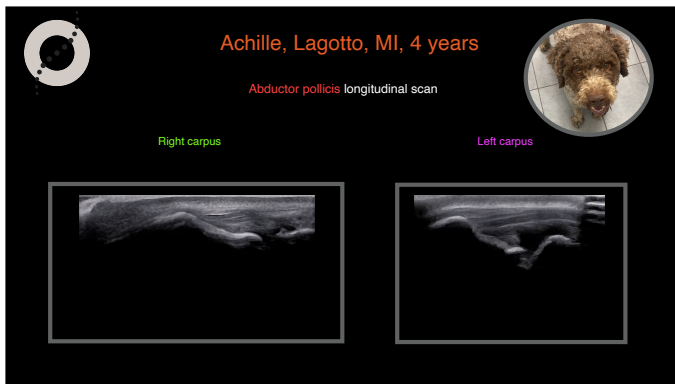 Achille, Lagotto, MI, 4 years
Abductor pollicis longitudinal scan
Right carpus
Left carpus